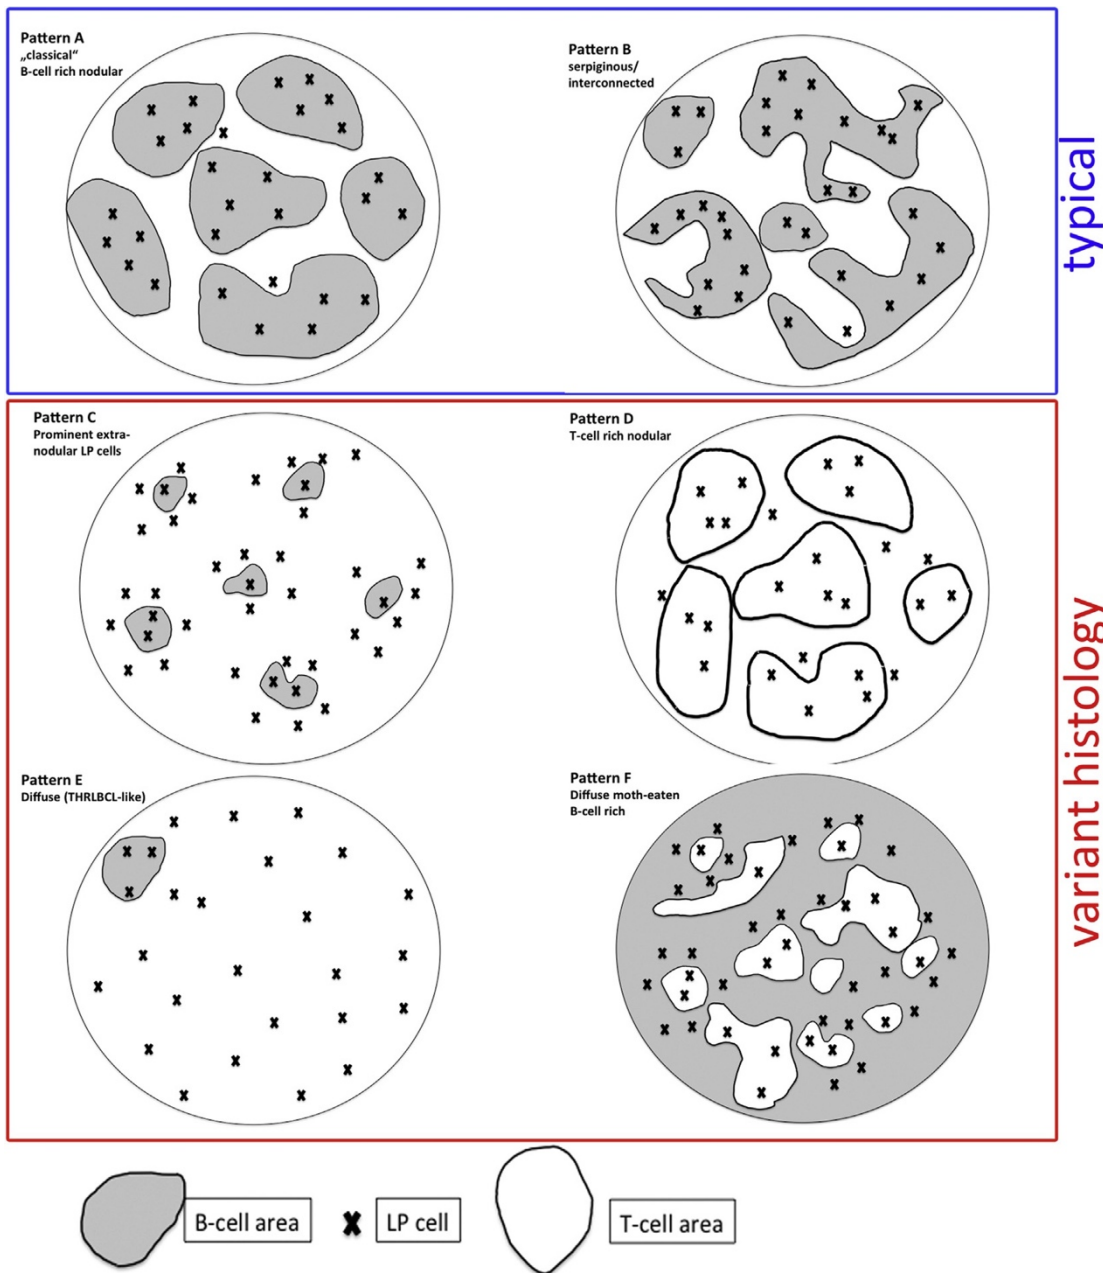 Pattern A
„classical“
B-cell rich nodular
Pattern B
serpiginous/
interconnected
typical
Pattern C
Prominent extra-
nodular LP cells
Pattern D
T-cell rich nodular
Pattern E
Diffuse (THRLBCL-like)
Pattern F
Diffuse moth-eaten
B-cell rich
variant histology
B-cell area
LP cell
T-cell area